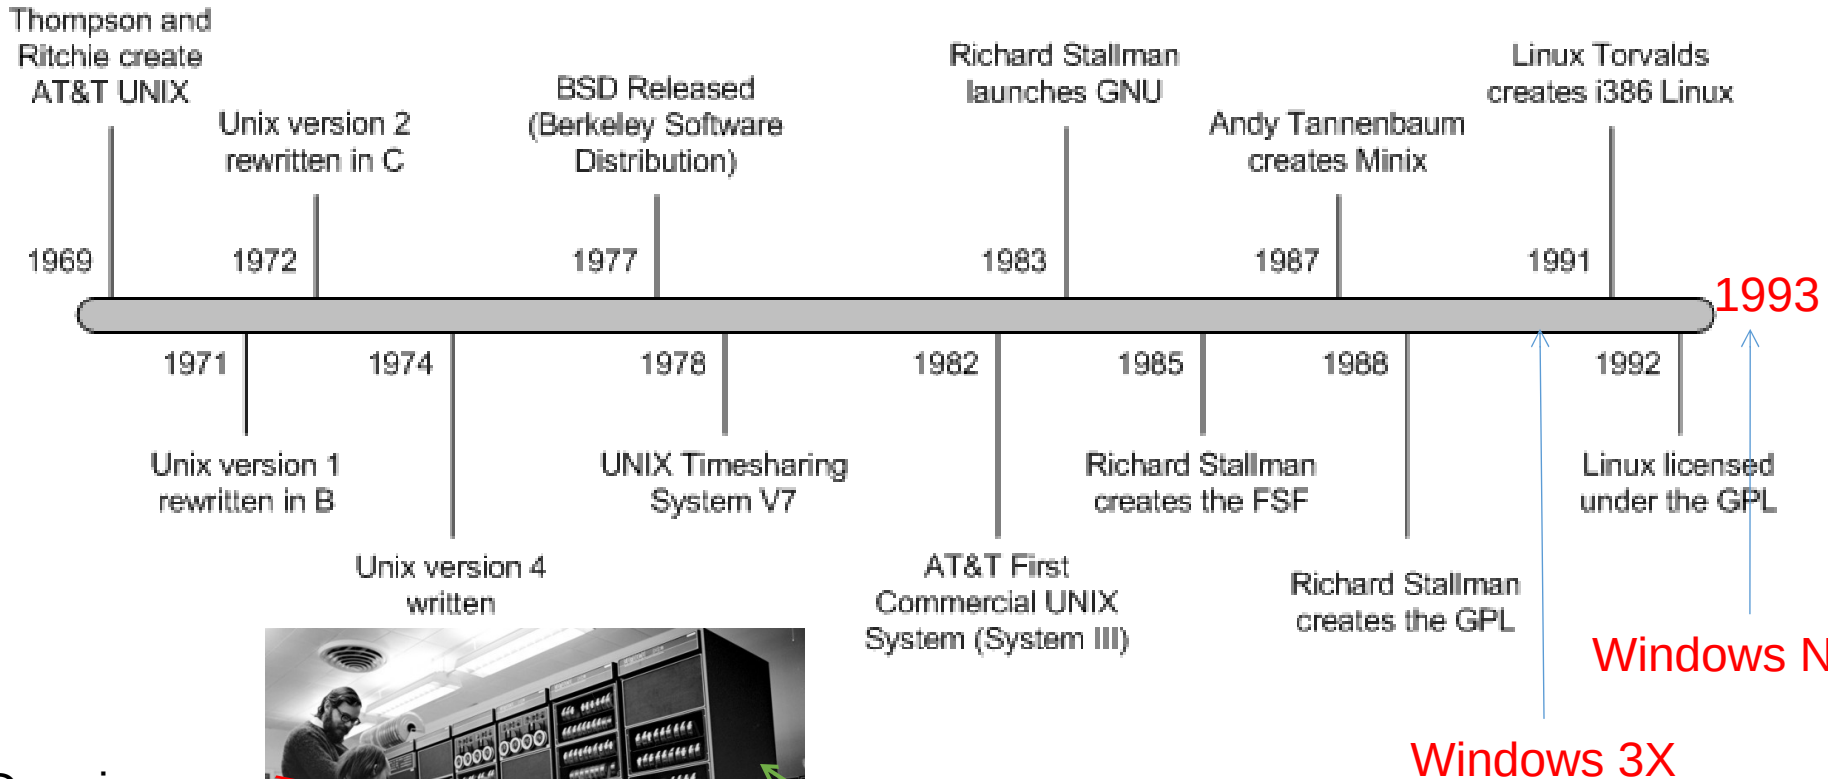 Thompson and
Ritchie create
AT&T UNIX
Unix version 2
rewritten in C
BSD Released
(Berkeley Software
Distribution)
Richard Stallman
launches GNU
Andy Tannenbaum
creates Minix
Linux Torvalds
creates i386 Linux
1969
1972
1977
1983
1987
1991
1993
1971
1974
1978
1982
1985
1988
1992
Unix version 1
rewritten in B
Unix version 4
written
UNIX Timesharing
System V7
AT&T First
Commercial UNIX
System (System III)
Richard Stallman
creates the FSF
Richard Stallman
creates the GPL
Linux licensed
under the GPL
Windows N
Windows 3X